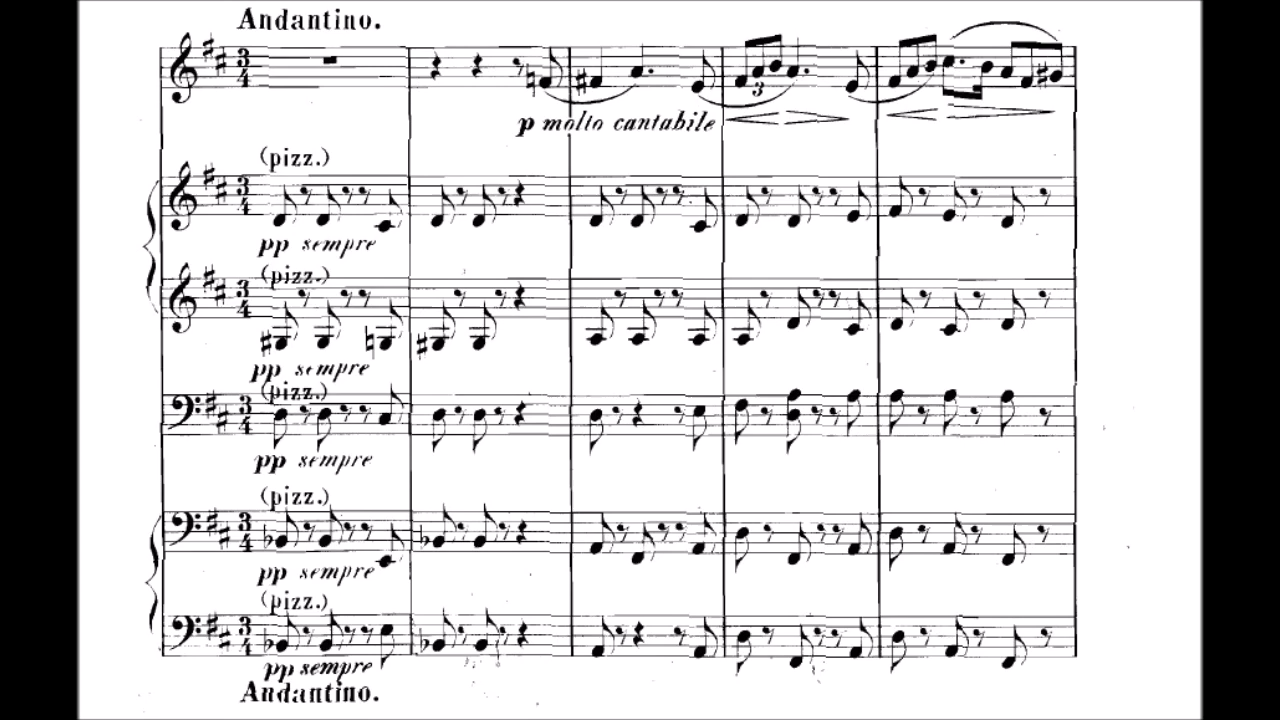 Andantino.
p molto cantabile
3
(pizz.)
pp sempre
(pizz.)
pp sempre
(pizz.)
pp sempre
(pizz.)
pp sempre
(pizz.)
pp sempre
Andantino.